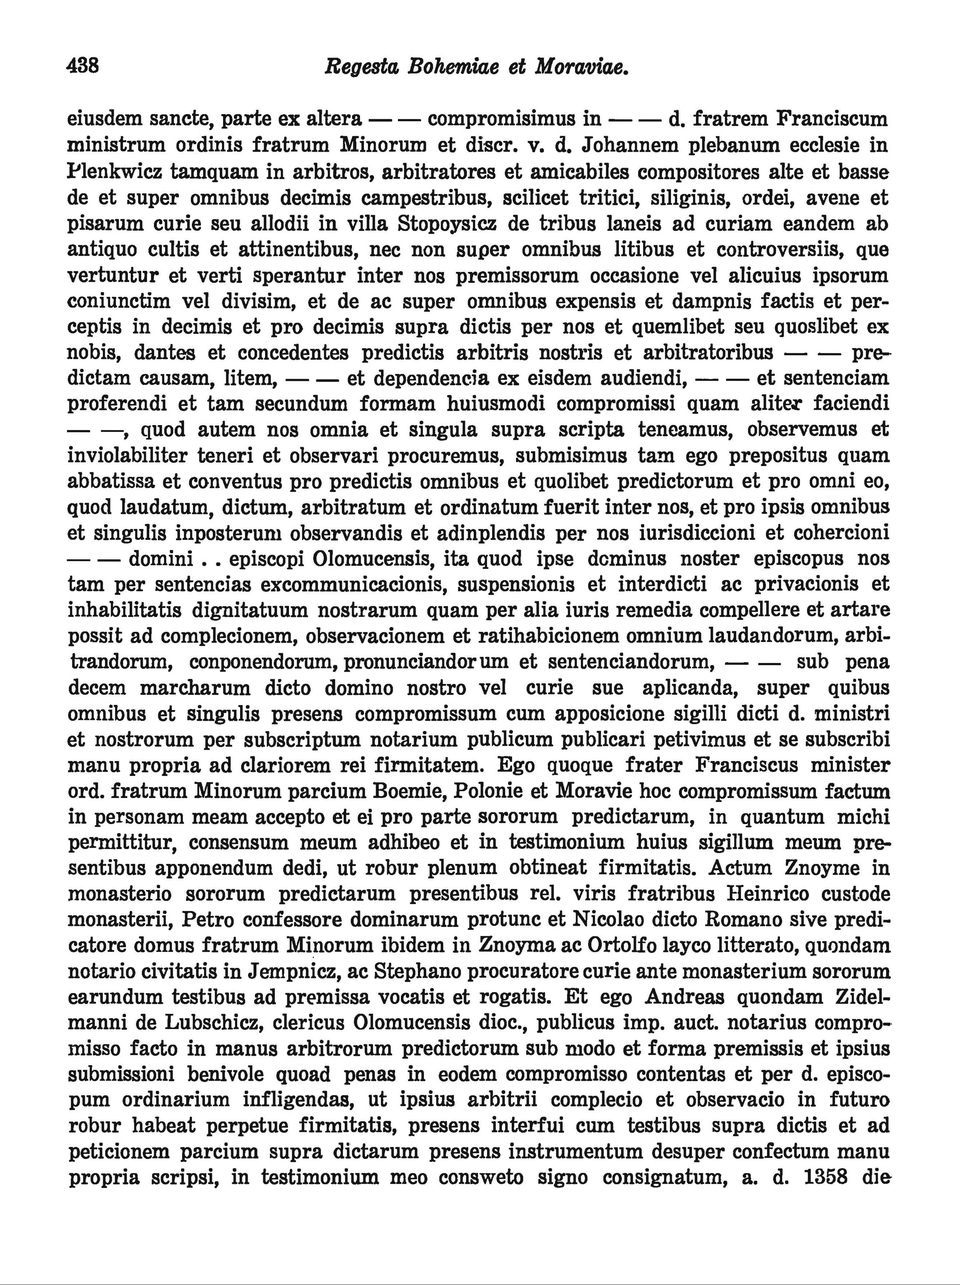 438 Regesta Bohemiae et Moraviae.
eiusdem sancte, parte ex altera — — compromisimus in — — d. fratrem Franciscum
ministrum ordinis fratrum Minorum et discr. v. d. Johannem plebanum ecclesie in
Plenkwicz tamquam in arbitros, arbitratores et amicabiles compositores alte et basse
de et super omnibus decimis campestribus, scilicet tritici, siliginis, ordei, avene et
pisarum curie seu allodii in villa Stopoysicz de tribus laneis ad curiam eandem ab
antiquo cultis et attinentibus, nec non super omnibus litibus et controversiis, que
vertuntur et verti sperantur inter nos premissorum occasione vel alicuius ipsorum
coniunctim vel divisim, et de ac super omnibus expensis et dampnis factis et per-
ceptis in decimis et pro decimis supra dictis per nos et quemlibet seu quoslibet ex
nobis, dantes et concedentes predictis arbitris nostris et arbitratoribus — — pre-
dictam causam, litem, — — et dependencia ex eisdem audiendi, — — et sentenciam
proferendi et tam secundum formam huiusmodi compromissi quam aliter faciendi
— —, quod autem nos omnia et singula supra scripta teneamus, observemus et
inviolabiliter teneri et observari procuremus, submisimus tam ego prepositus quam
abbatissa et conventus pro predictis omnibus et quolibet predictorum et pro omni eo,
quod laudatum, dictum, arbitratum et ordinatum fuerit inter nos, et pro ipsis omnibus
et singulis inposterum observandis et adinplendis per nos iurisdiccioni et cohercioni
— — domini . . episcopi Olomucensis, ita quod ipse dominus noster episcopus nos
tam per sentencias excommunicacionis, suspensionis et interdicti ac privacionis et
inhabilitatis dignitatuum nostrarum quam per alia iuris remedia compellere et artare
possit ad complecionem, observacionem et ratihabicionem omnium laudandorum, arbi-
trandorum, conponendorum, pronunciandorum et sentenciandorum, — — sub pena
decem marcharum dicto domino nostro vel curie sue aplicanda, super quibus
omnibus et singulis presens compromissum cum apposicione sigilli dicti d. ministri
et nostrorum per subscriptum notarium publicum publicari petivimus et se subscribi
manu propria ad clariorem rei firmitatem. Ego quoque frater Franciscus minister
ord. fratrum Minorum parcium Boemie, Polonie et Moravie hoc compromissum factum
in personam meam accepto et ei pro parte sororum predictarum, in quantum michi
permittitur, consensum meum adhibeo et in testimonium huius sigillum meum pre-
sentibus apponendum dedi, ut robur plenum obtineat firmitatis. Actum Znoyme in
monasterio sororum predictarum presentibus rel. viris fratribus Heinrico custode
monasterii, Petro confessore dominarum protunc et Nicolao dicto Romano sive predi-
catore domus fratrum Minorum ibidem in Znoyma ac Ortolfo layco litterato, quondam
notario civitatis in Jempnicz, ac Stephano procuratore curie ante monasterium sororum
earundum testibus ad premissa vocatis et rogatis. Et ego Andreas quondam Zidel-
manni de Lubschicz, clericus Olomucensis dioc., publicus imp. auct. notarius compro-
misso facto in manus arbitrorum predictorum sub modo et forma premissis et ipsius
submissioni benivole quoad penas in eodem compromisso contentas et per d. episco-
pum ordinarium infligendas, ut ipsius arbitrii complecio et observacio in futuro
robur habeat perpetue firmitatis, presens interfui cum testibus supra dictis et ad
peticionem parcium supra dictarum presens instrumentum desuper confectum manu
propria scripsi, in testimonium meo consweto signo consignatum, a. d. 1358 die